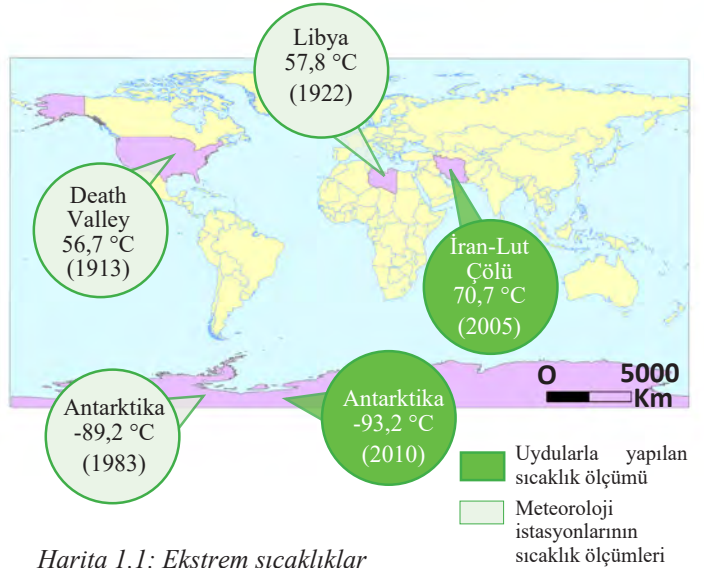 Libya
57,8 °C
(1922)
Death
Valley
56,7 °C
(1913)
İran-Lut
Çölü
70,7 °C
(2005)
Antarktika
-89,2 °C
(1983)
Antarktika
-93,2 °C
(2010)
O 5000
Km
Uydularla yapılan
sıcaklık ölçümü
Meteoroloji
istasyonlarının
sıcaklık ölçümleri
Harita 1.1: Ekstrem sıcaklıklar